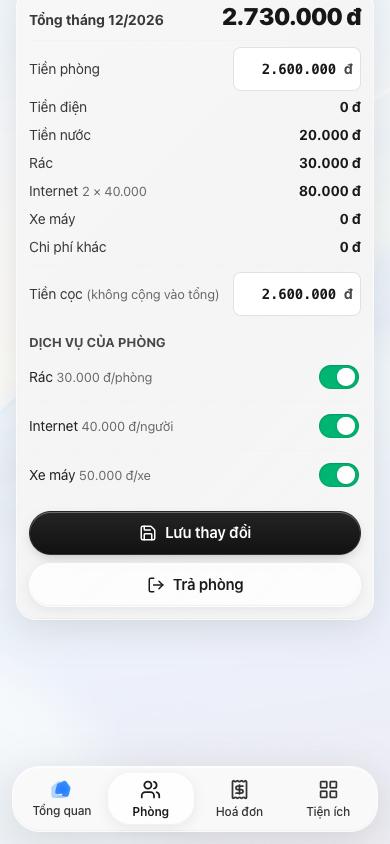 Tổng tháng 12/2026 2.730.000 đ
Tiền phòng 2.600.000 đ
Tiền điện 0 đ
Tiền nước 20.000 đ
Rác 30.000 đ
Internet 2 × 40.000 80.000 đ
Xe máy 0 đ
Chi phí khác 0 đ
Tiền cọc (không cộng vào tổng) 2.600.000 đ
DỊCH VỤ CỦA PHÒNG
Rác 30.000 đ/phòng
Internet 40.000 đ/người
Xe máy 50.000 đ/xe
Lưu thay đổi
Trả phòng
Tổng quan Phòng Hoá đơn Tiện ích